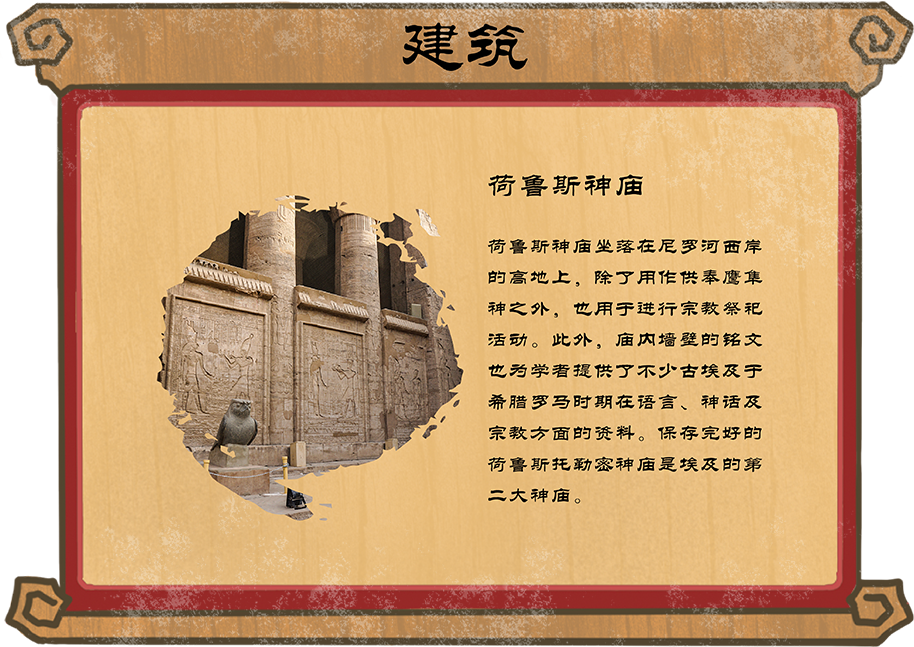 建筑
荷鲁斯神庙
荷鲁斯神庙坐落在尼罗河西岸
的高地上，除了用作供奉鹰隼
神之外，也用于进行宗教祭祀
活动。此外，庙内墙壁的铭文
也为学者提供了不少古埃及于
希腊罗马时期在语言、神话及
宗教方面的资料。保存完好的
荷鲁斯托勒密神庙是埃及的第
二大神庙。